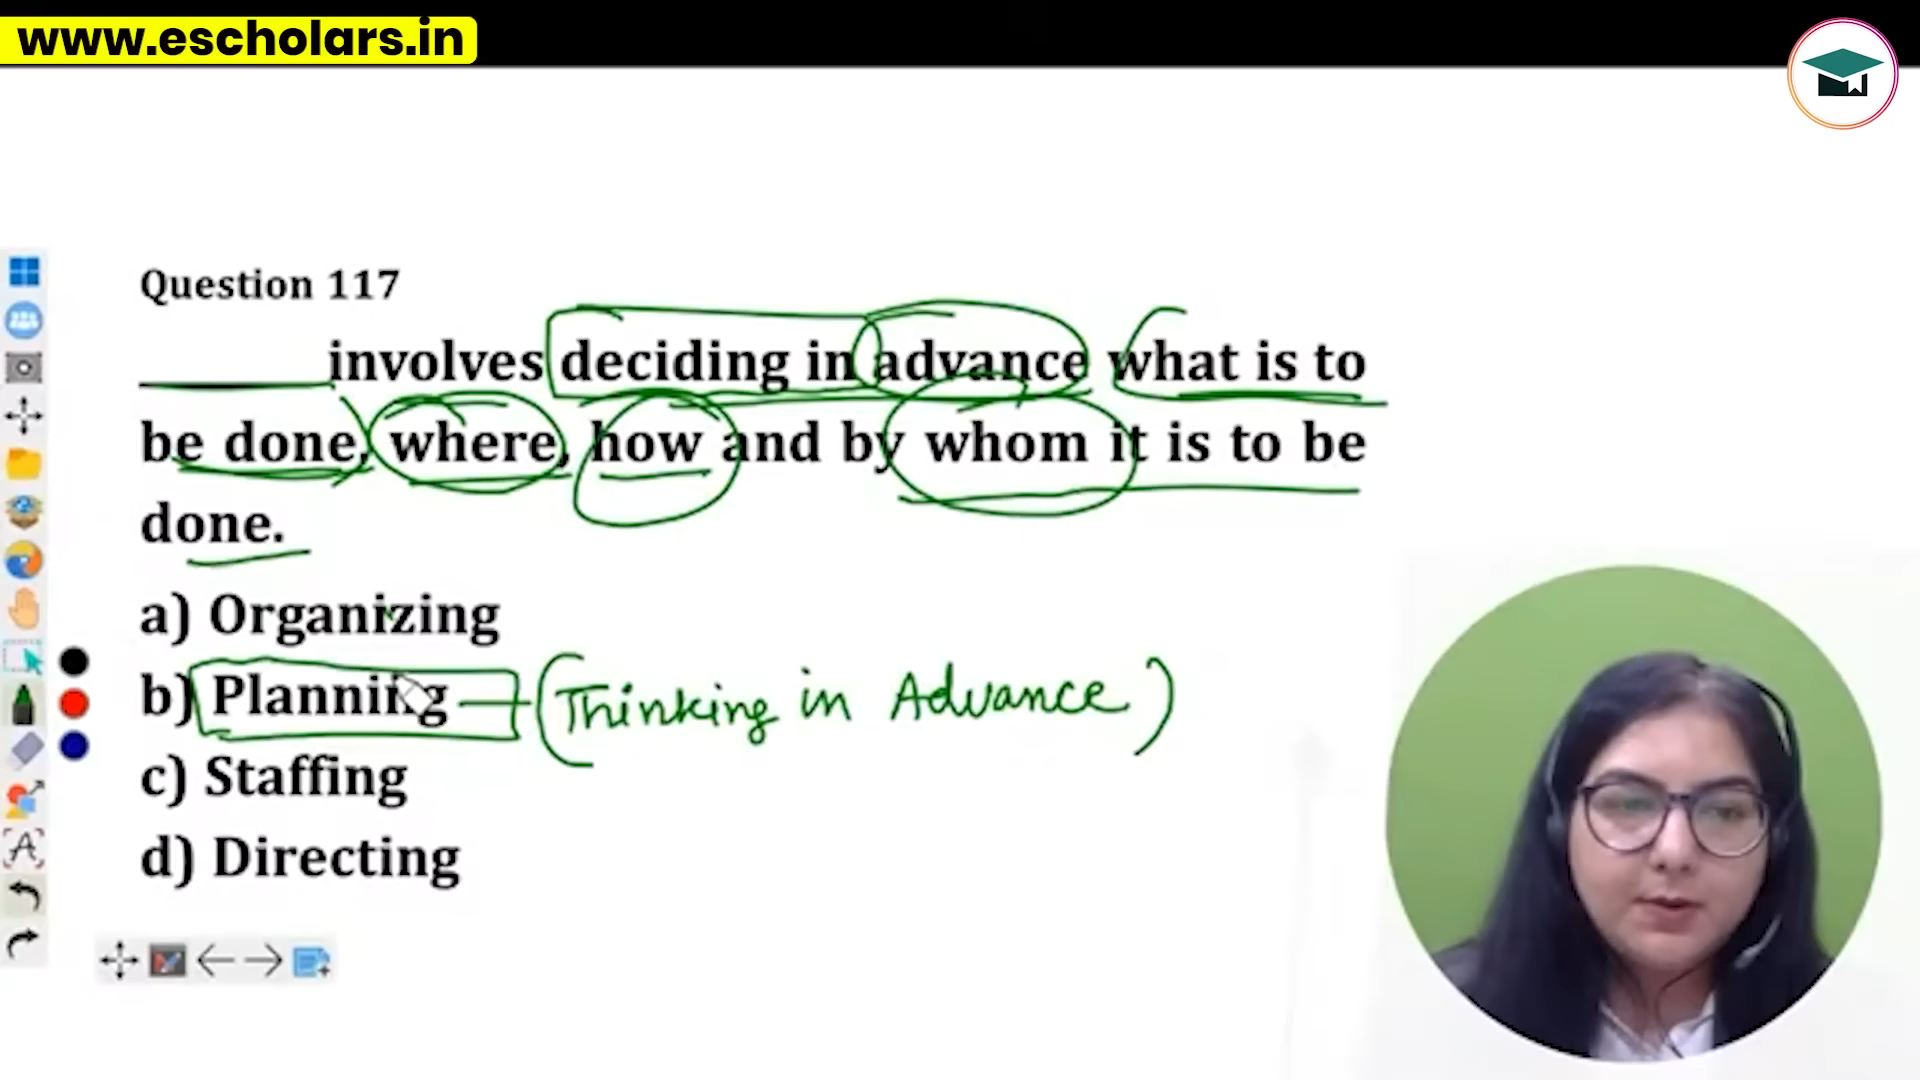 www.escholars.in
Question 117
________ involves deciding in advance what is to
be done, where, how and by whom it is to be
done.
a) Organizing
b) Planning — (Thinking in Advance)
c) Staffing
d) Directing